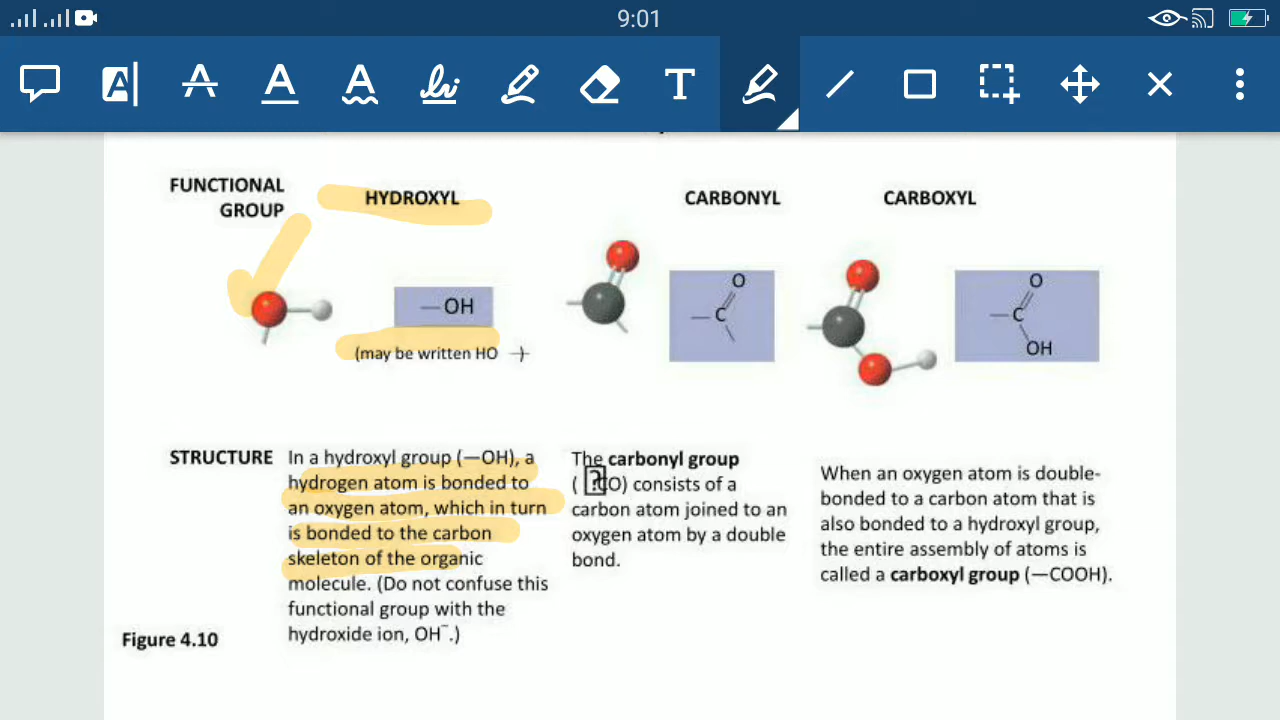 9:01
A
A
A
A
T
FUNCTIONAL
GROUP
HYDROXYL
CARBONYL
CARBOXYL
—OH
(may be written HO
O
C
O
C
OH
STRUCTURE
In a hydroxyl group (—OH), a
hydrogen atom is bonded to
an oxygen atom, which in turn
is bonded to the carbon
skeleton of the organic
molecule. (Do not confuse this
functional group with the
hydroxide ion, OH⁻.)
The carbonyl group
( CO) consists of a
carbon atom joined to an
oxygen atom by a double
bond.
When an oxygen atom is double-
bonded to a carbon atom that is
also bonded to a hydroxyl group,
the entire assembly of atoms is
called a carboxyl group (—COOH).
Figure 4.10